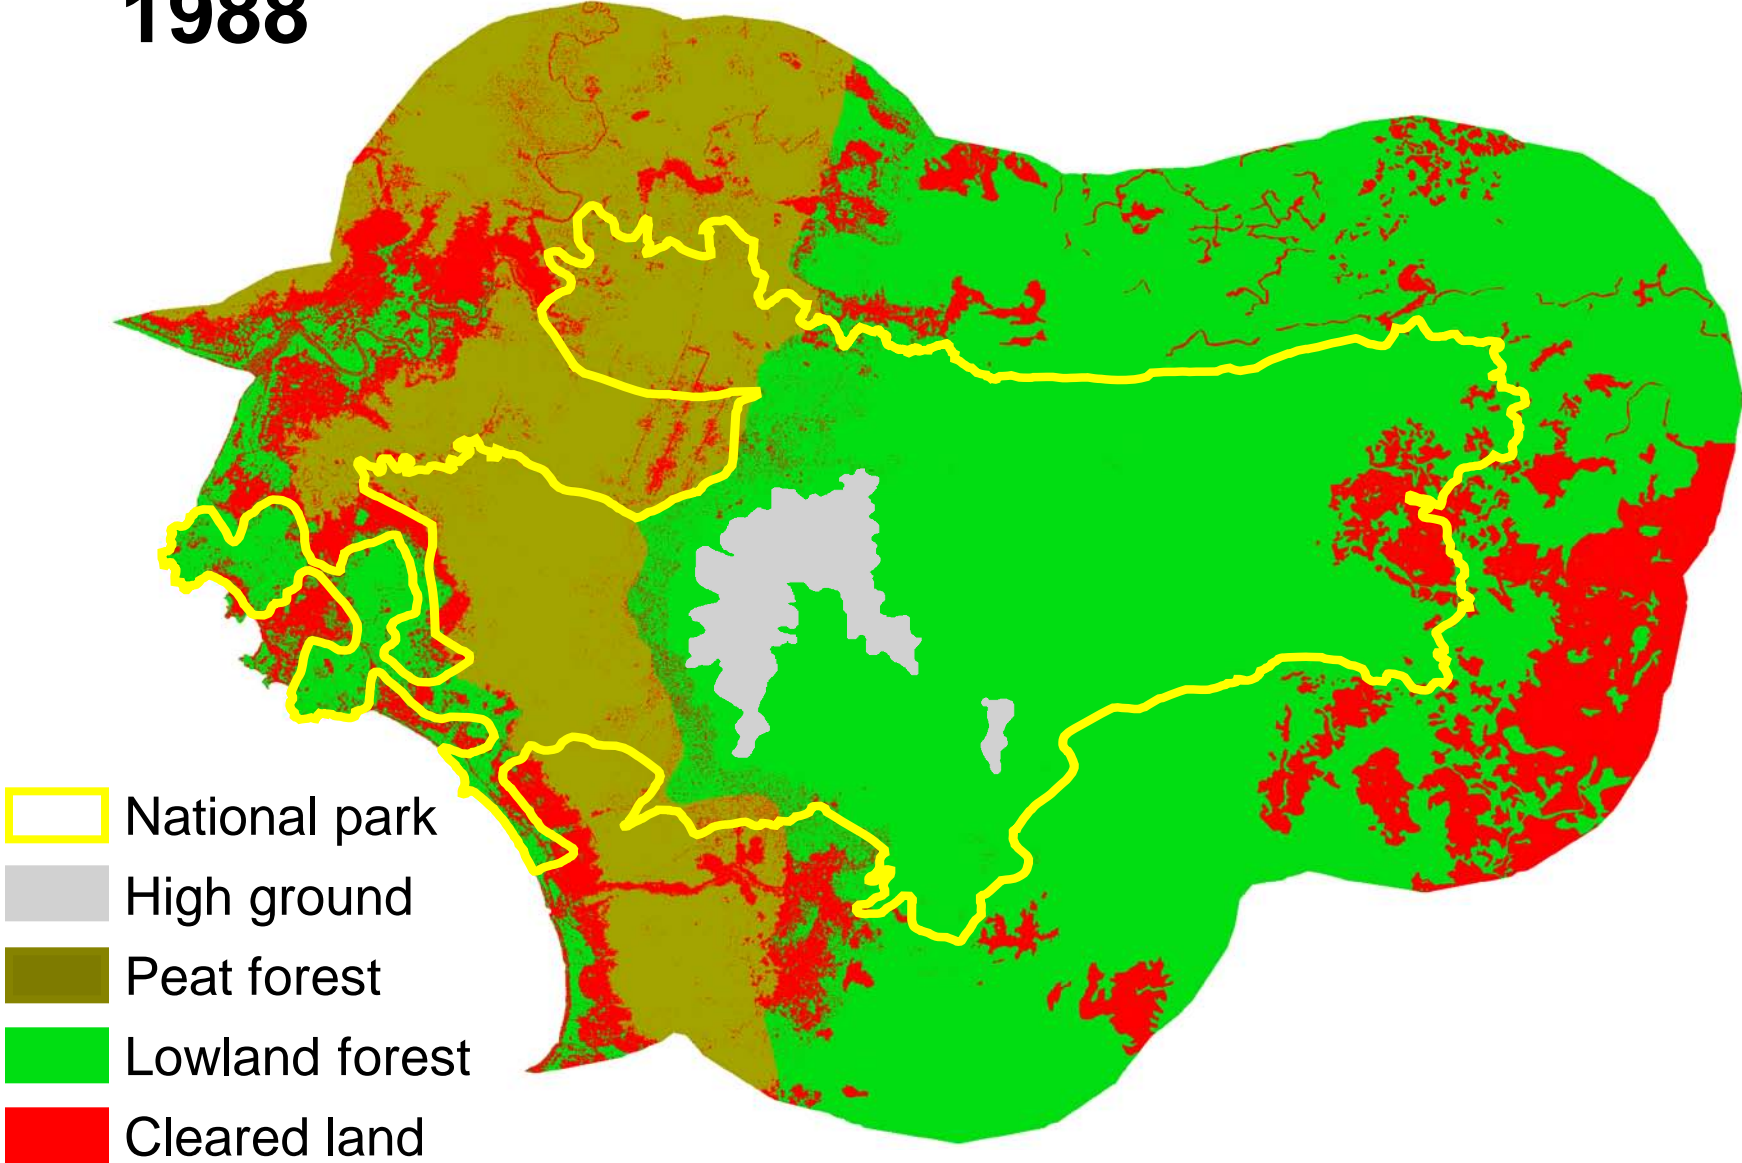 1988
National park
High ground
Peat forest
Lowland forest
Cleared land